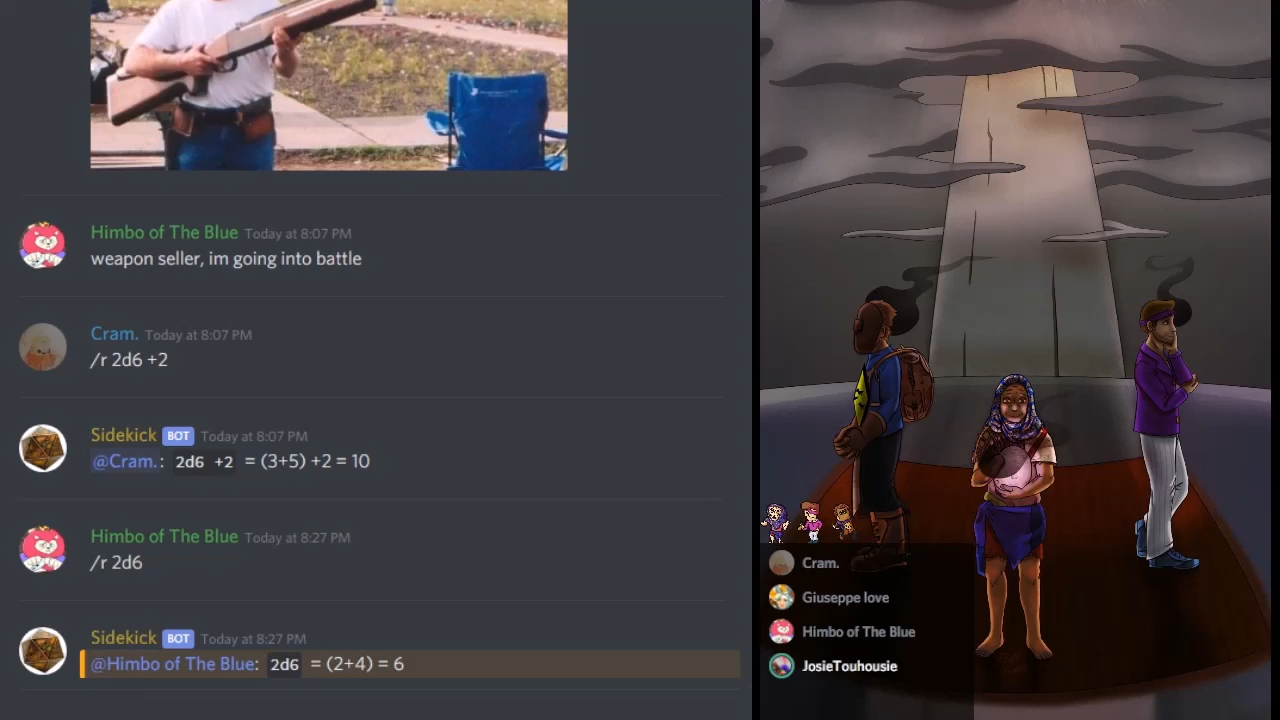 Himbo of The Blue Today at 8:07 PM
weapon seller, im going into battle
Cram. Today at 8:07 PM
/r 2d6 +2
Sidekick BOT Today at 8:07 PM
@Cram.: 2d6 +2 = (3+5) +2 = 10
Himbo of The Blue Today at 8:27 PM
/r 2d6
Sidekick BOT Today at 8:27 PM
@Himbo of The Blue: 2d6 = (2+4) = 6
Cram.
Giuseppe love
Himbo of The Blue
JosieTouhousie